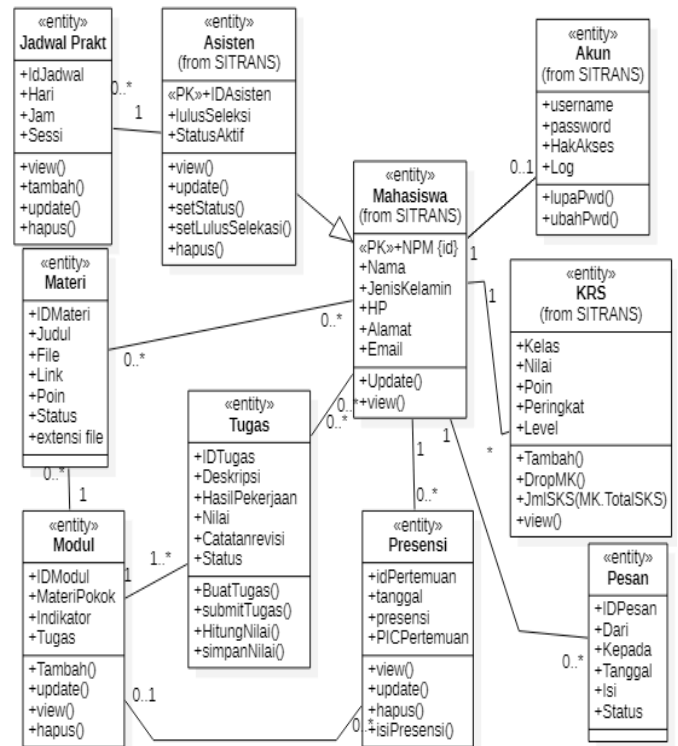 «entity»
Jadwal Prakt
+IdJadwal
+Hari
+Jam
+Sessi
+view()
+tambah()
+update()
+hapus()
0..*
1
«entity»
Asisten
(from SITRANS)
«PK»+IDAsisten
+lulusSeleksi
+StatusAktif
+view()
+update()
+setStatus()
+setLulusSelekasi()
+hapus()
«entity»
Akun
(from SITRANS)
+username
+password
+HakAkses
+Log
+lupaPwd()
+ubahPwd()
0..1
1
«entity»
Mahasiswa
(from SITRANS)
«PK»+NPM {id}
+Nama
+JenisKelamin
+HP
+Alamat
+Email
+Update()
+view()
1
*
«entity»
KRS
(from SITRANS)
+Kelas
+Nilai
+Poin
+Peringkat
+Level
+Tambah()
+DropMK()
+JmlSKS(MK.TotalSKS)
+view()
«entity»
Materi
+IDMateri
+Judul
+File
+Link
+Poin
+Status
+extensi file
0..*
0..*
0..*
1
«entity»
Tugas
+IDTugas
+Deskripsi
+HasilPekerjaan
+Nilai
+Catatanrevisi
+Status
+BuatTugas()
+submitTugas()
+HitungNilai()
+simpanNilai()
0..*
0..*
1..*
1
«entity»
Modul
+IDModul
+MateriPokok
+Indikator
+Tugas
+Tambah()
+update()
+view()
+hapus()
0..1
0..*
1
0..*
«entity»
Presensi
+idPertemuan
+tanggal
+presensi
+PICPertemuan
+view()
+update()
+hapus()
+isiPresensi()
1
0..*
«entity»
Pesan
+IDPesan
+Dari
+Kepada
+Tanggal
+Isi
+Status